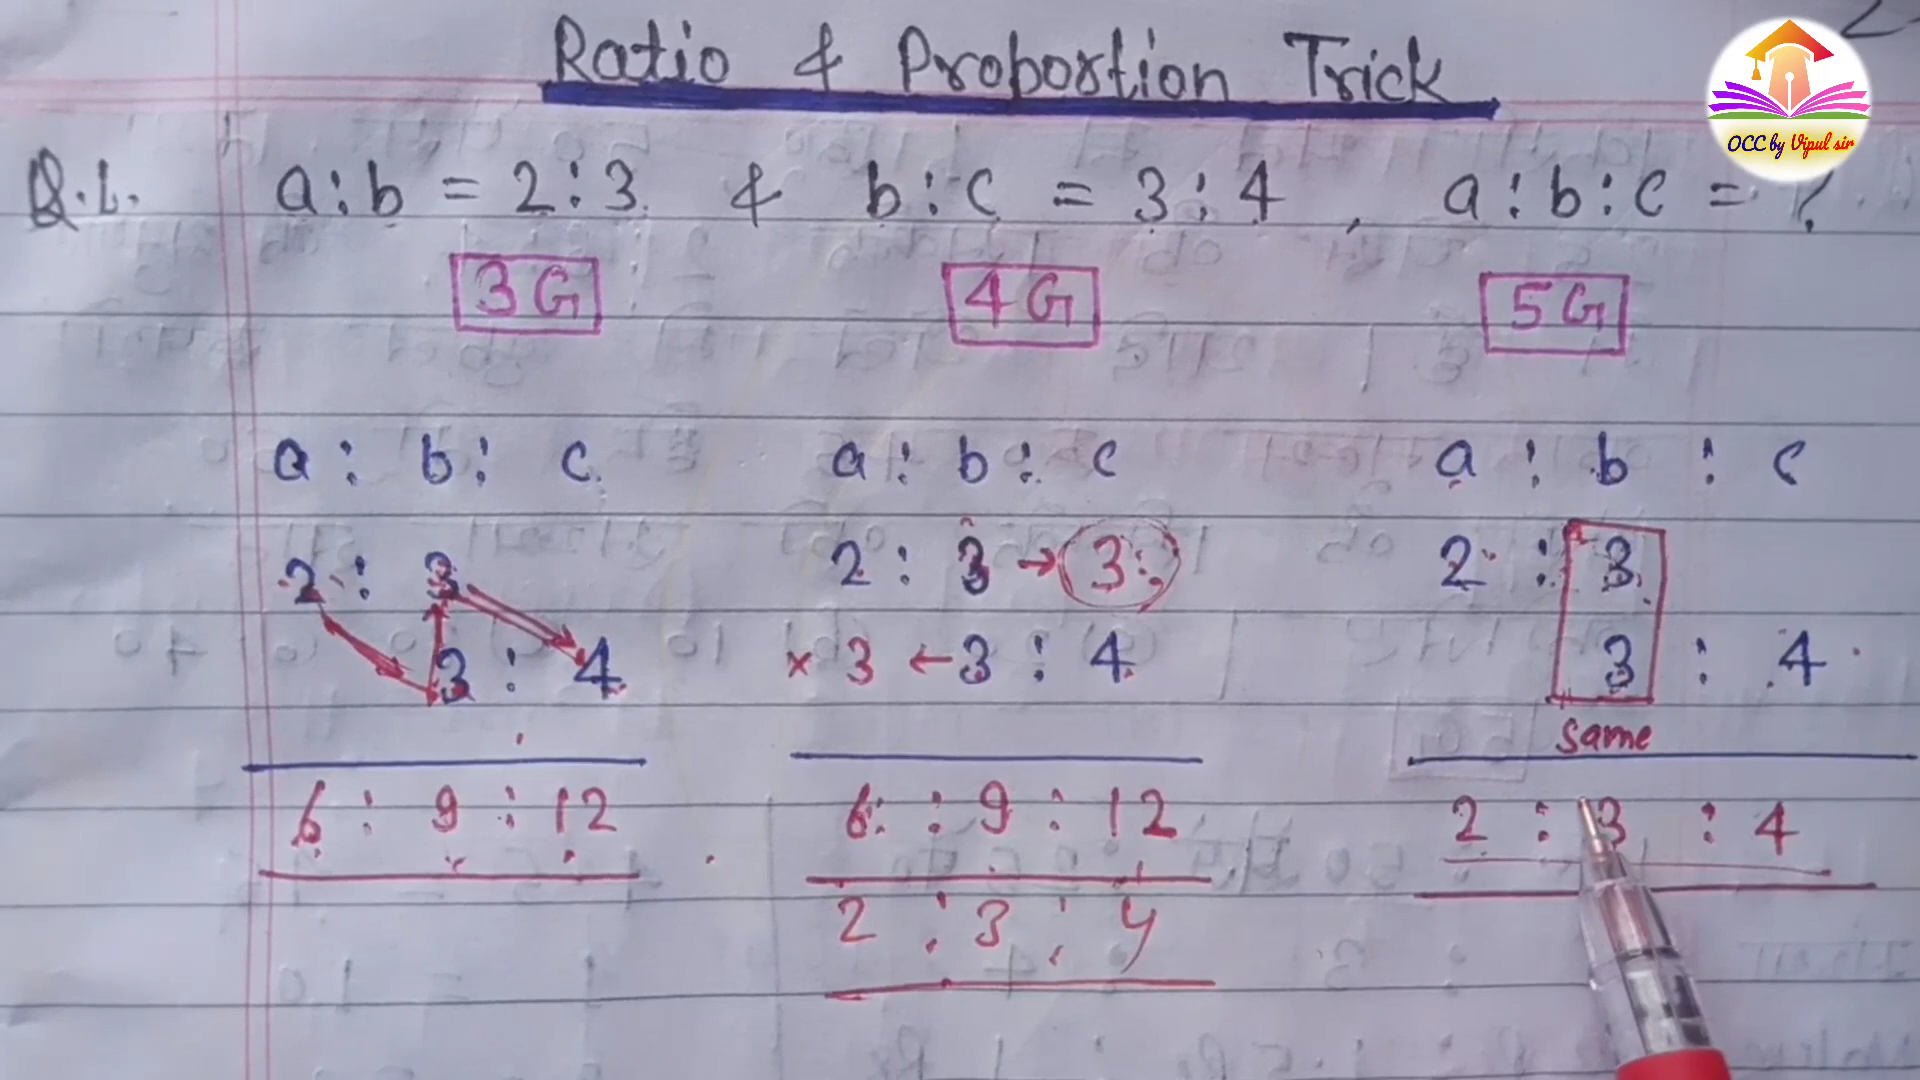 Ratio & Probortion Trick
OCC by Vipul sir
Q.1. a:b = 2:3 & b:c = 3:4, a:b:c = ?
3G 4G 5G
a : b : c a : b : c a : b : c
2 : 3 2 : 3 → 3 : 2 : 3
3 : 4 × 3 ← 3 : 4 3 : 4
same
6 : 9 : 12 6 : 9 : 12 2 : 3 : 4
2 : 3 : 4